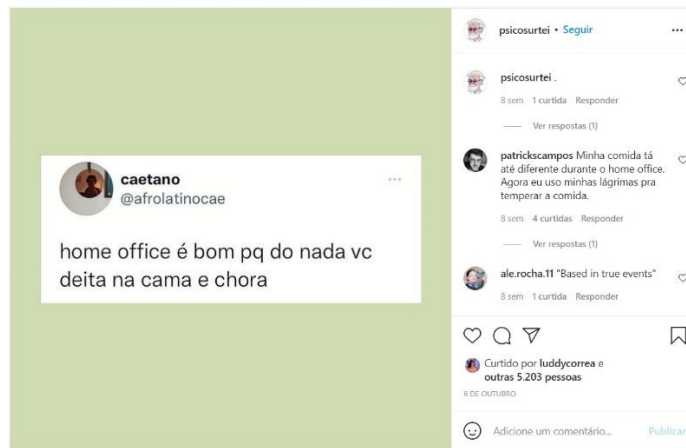 caetano
@afrolatinocae
home office é bom pq do nada vc
deita na cama e chora
psicosurtei • Seguir
psicosurtei .
8 sem 1 curtida Responder
Ver respostas (1)
patrickscampos Minha comida tá
até diferente durante o home office.
Agora eu uso minhas lágrimas pra
temperar a comida.
8 sem 4 curtidas Responder
Ver respostas (1)
ale.rocha.11 "Based in true events"
8 sem 1 curtida Responder
Curtido por luddycorrea e
outras 5.203 pessoas
6 DE OUTUBRO
Adicione um comentário... Publicar